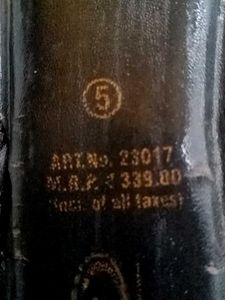 5
ART.No. 23017
M.R.P. ₹ 339.00
(Incl. of all taxes)